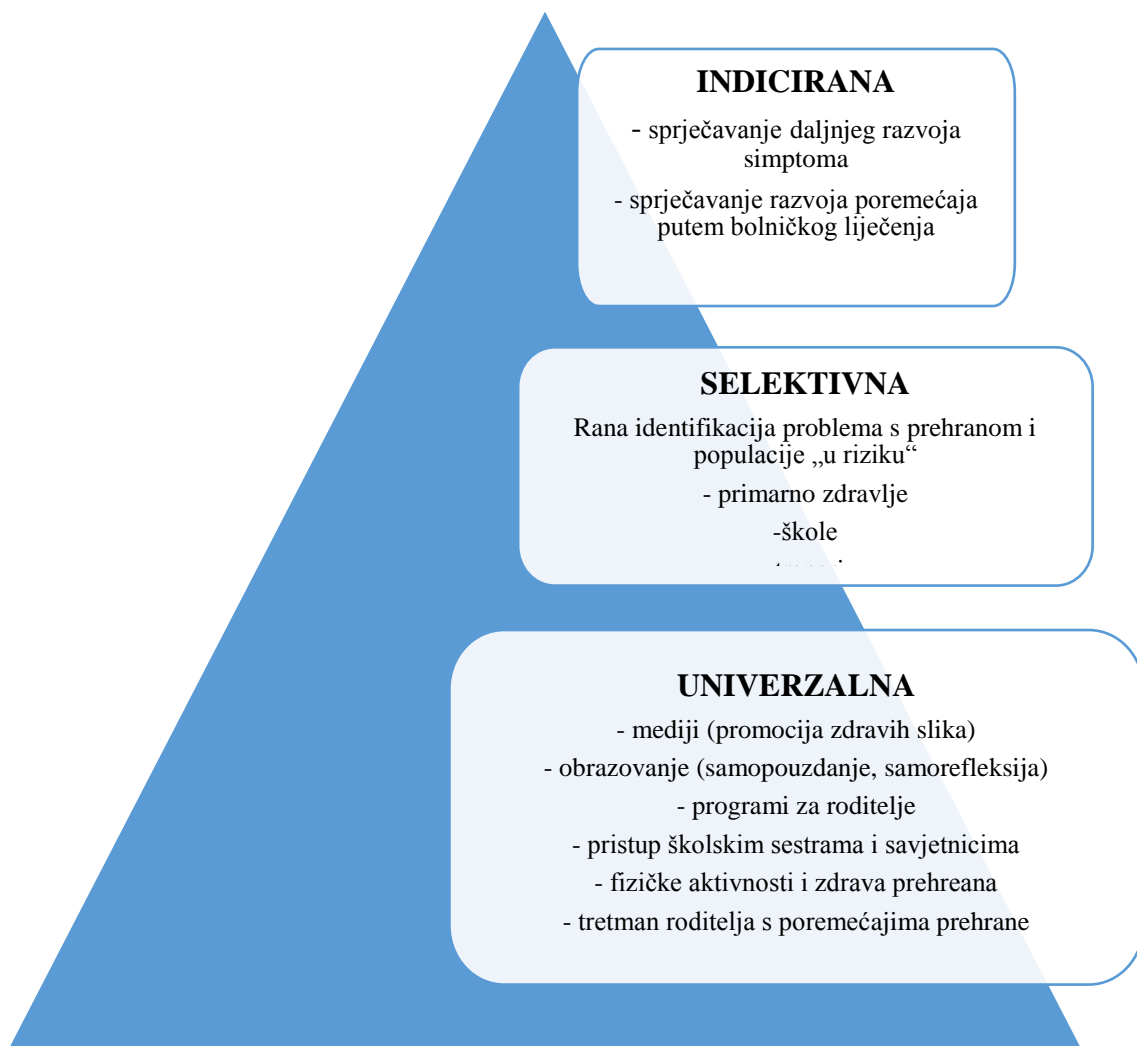 INDICIRANA
- sprječavanje daljnjeg razvoja
simptoma
- sprječavanje razvoja poremećaja
putem bolničkog liječenja
SELEKTIVNA
Rana identifikacija problema s prehranom i
populacije „u riziku“
- primarno zdravlje
-škole
UNIVERZALNA
- mediji (promocija zdravih slika)
- obrazovanje (samopouzdanje, samorefleksija)
- programi za roditelje
- pristup školskim sestrama i savjetnicima
- fizičke aktivnosti i zdrava prehreana
- tretman roditelja s poremećajima prehrane